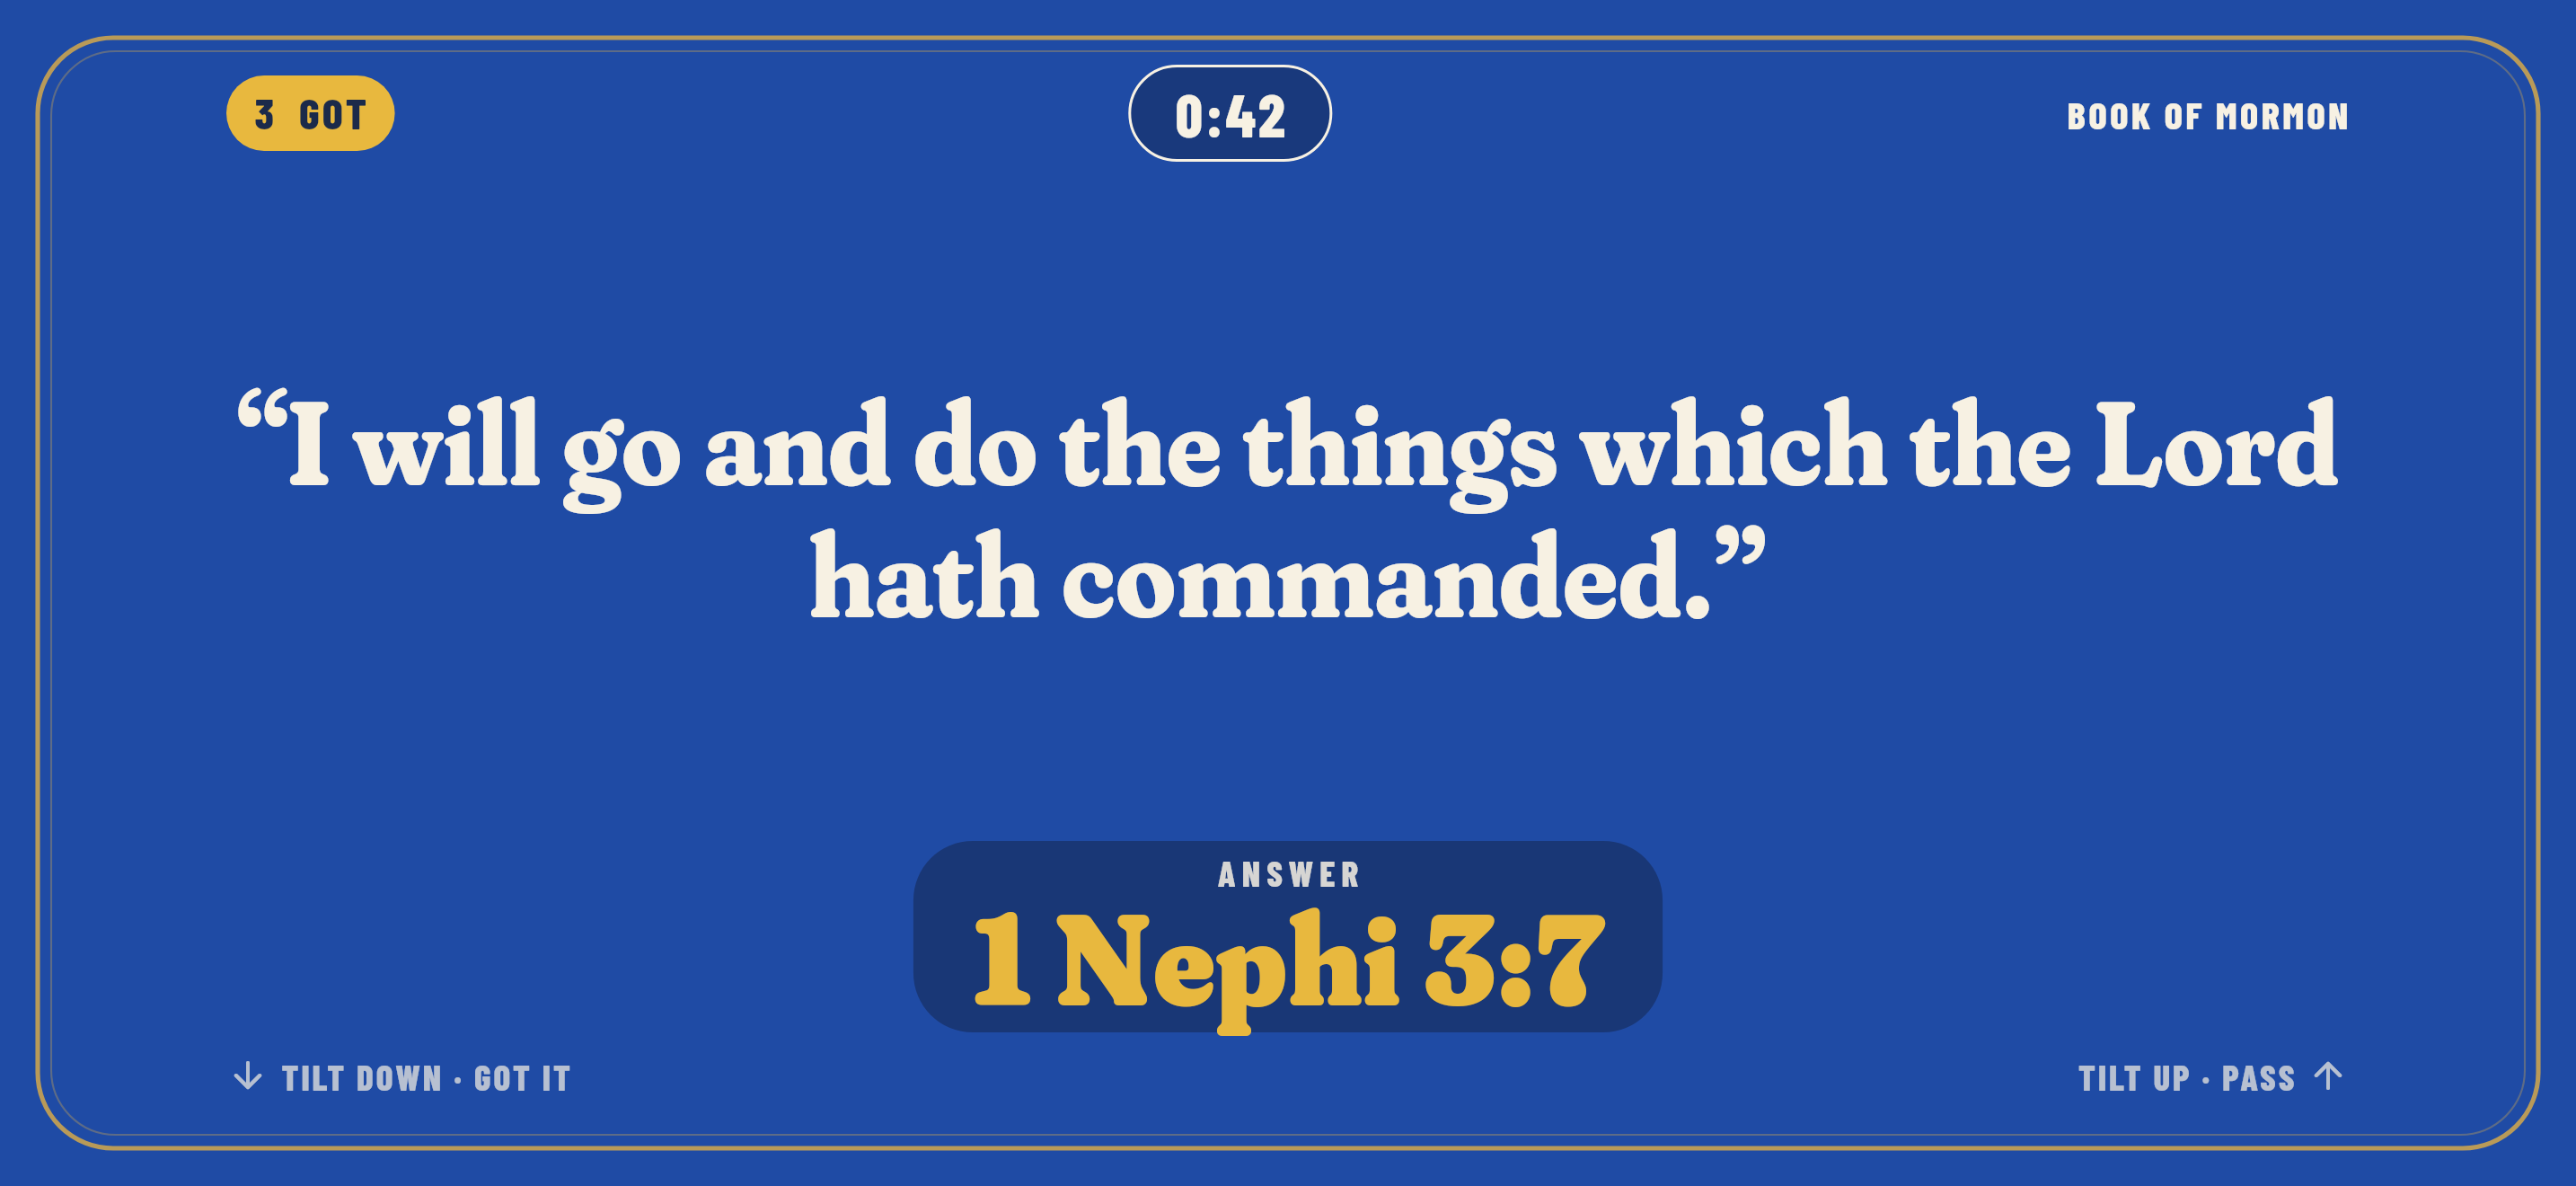 3 GOT
0:42
BOOK OF MORMON
“I will go and do the things which the Lord
hath commanded.”
ANSWER
1 Nephi 3:7
↓ TILT DOWN · GOT IT
TILT UP · PASS ↑